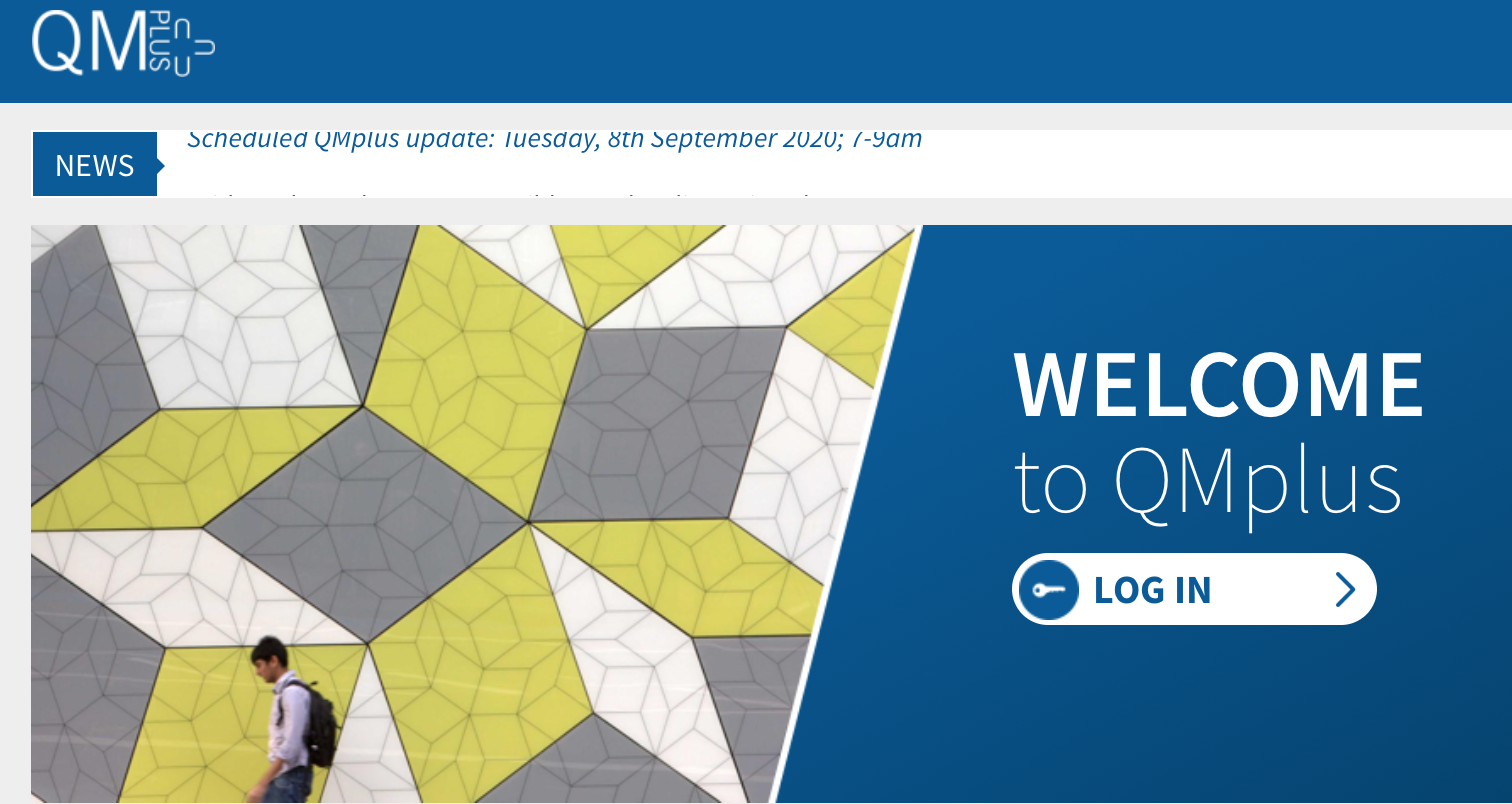 QM PLUS
NEWS
Scheduled QMplus update: Tuesday, 8th September 2020; 7-9am
WELCOME
to QMplus
LOG IN